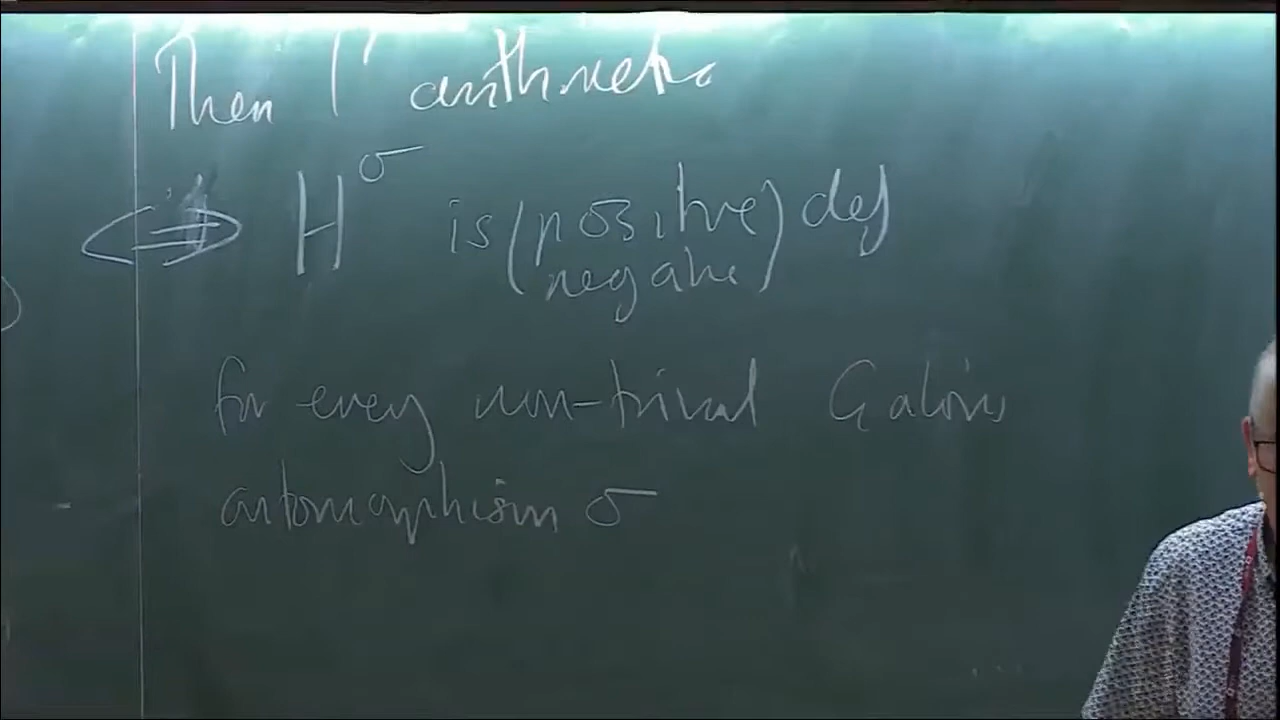 Then Γ arithmetic
⟺ H^σ is (positive) def
negative
for every non-trivial Galois
automorphism σ